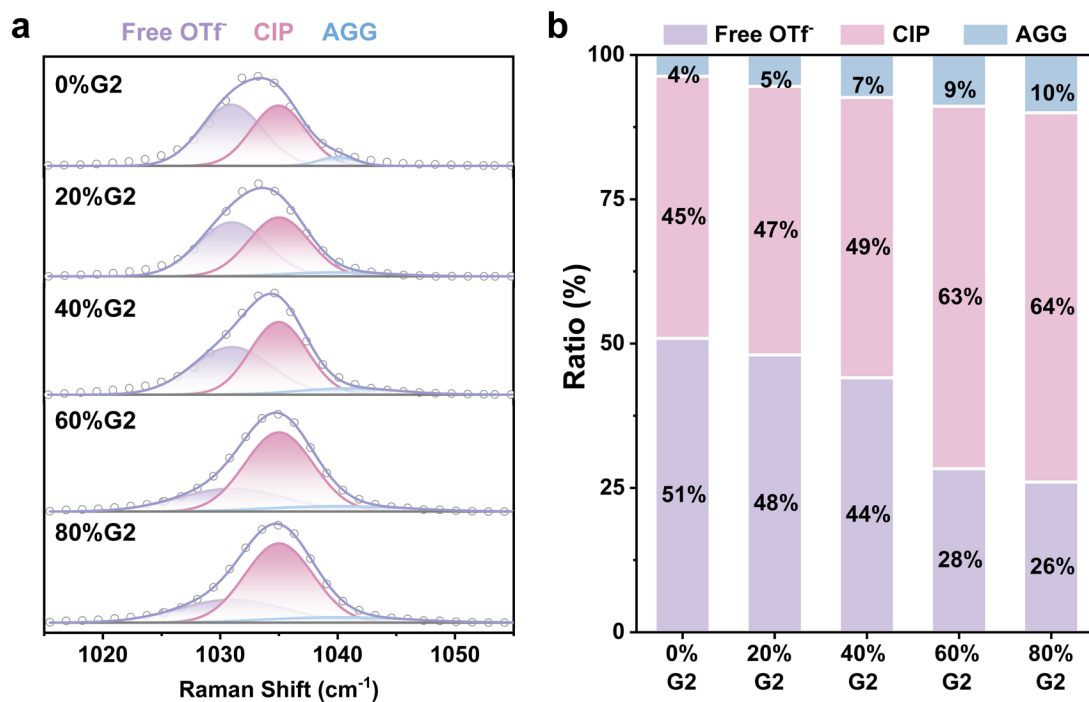 a
Free OTf⁻ CIP AGG
0%G2
20%G2
40%G2
60%G2
80%G2
1020 1030 1040 1050
Raman Shift (cm⁻¹)
b
Free OTf⁻ CIP AGG
Ratio (%)
100
75
50
25
0
4% 5% 7% 9% 10%
45% 47% 49% 63% 64%
51% 48% 44% 28% 26%
0% 20% 40% 60% 80%
G2 G2 G2 G2 G2